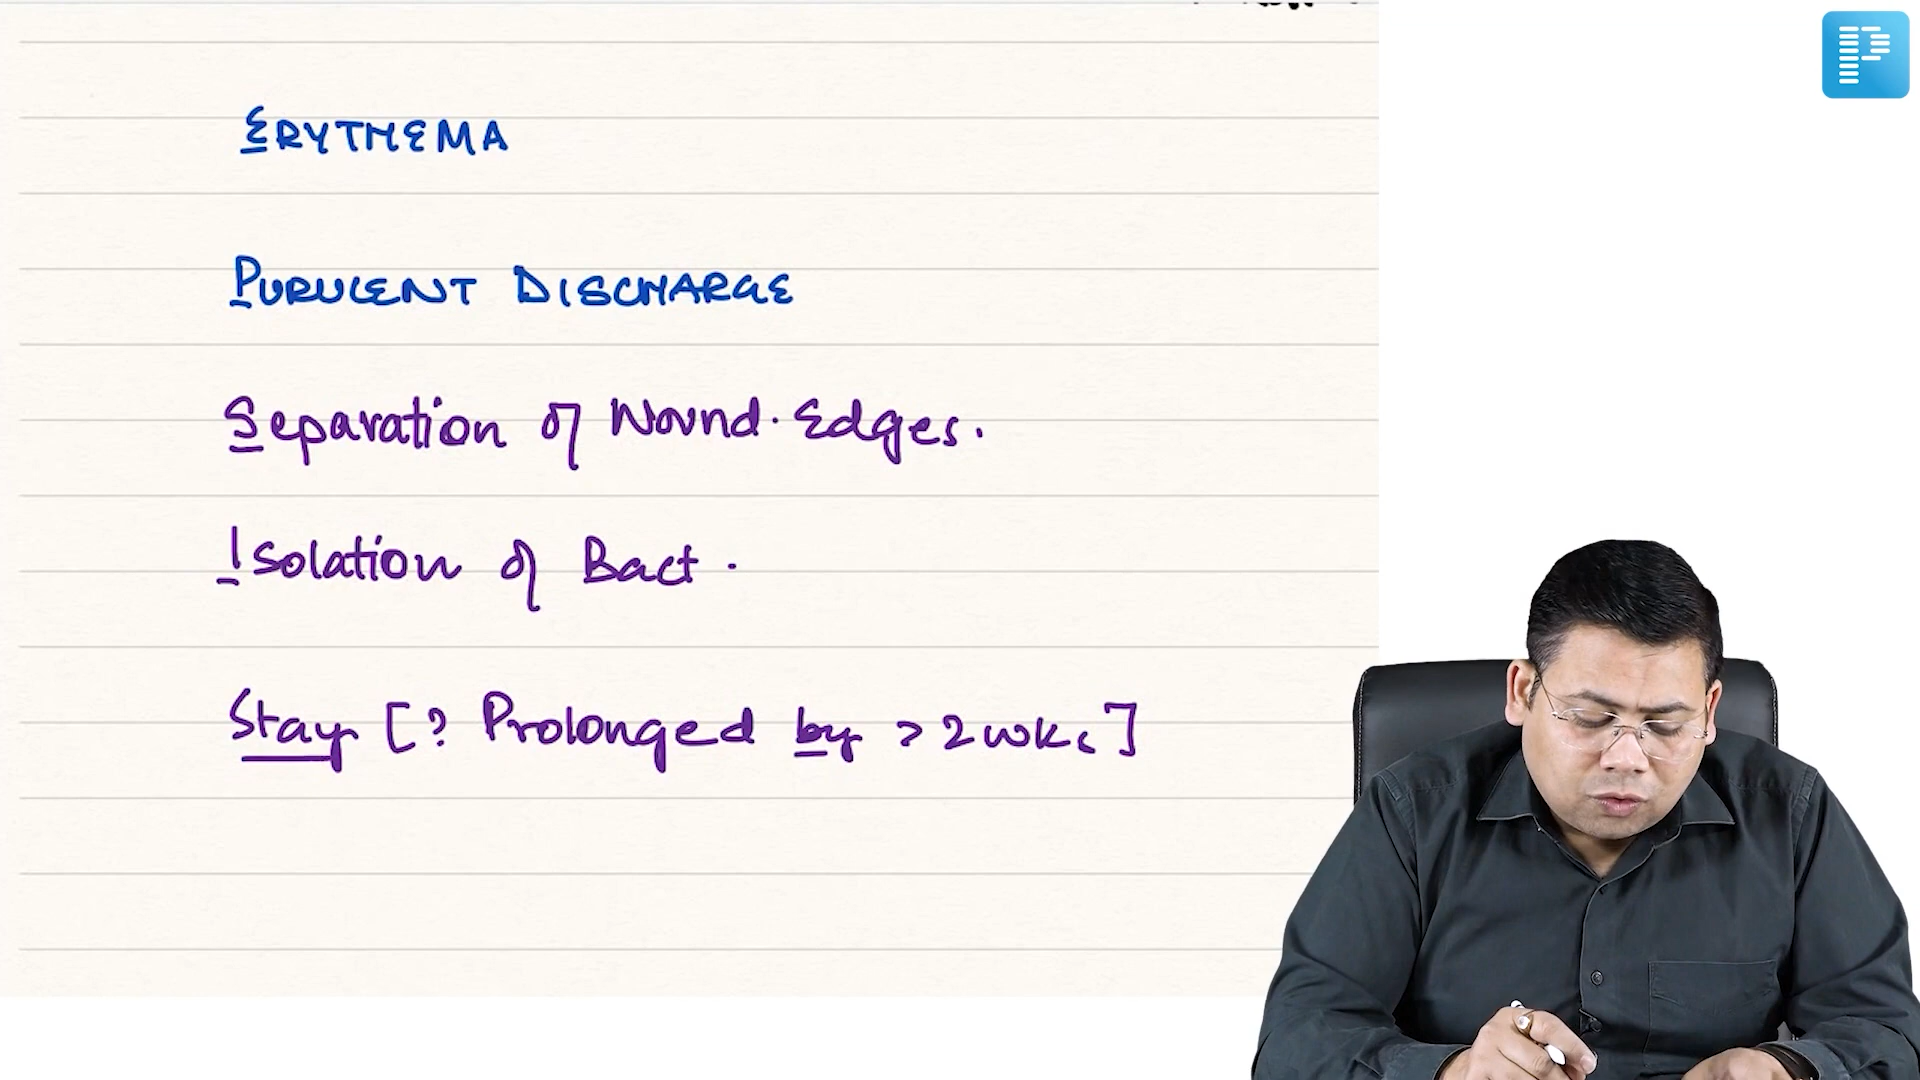 ERYTHEMA
PURULENT DISCHARGE
Separation of Wound. Edges.
Isolation of Bact.
Stay [? Prolonged by >2wks]